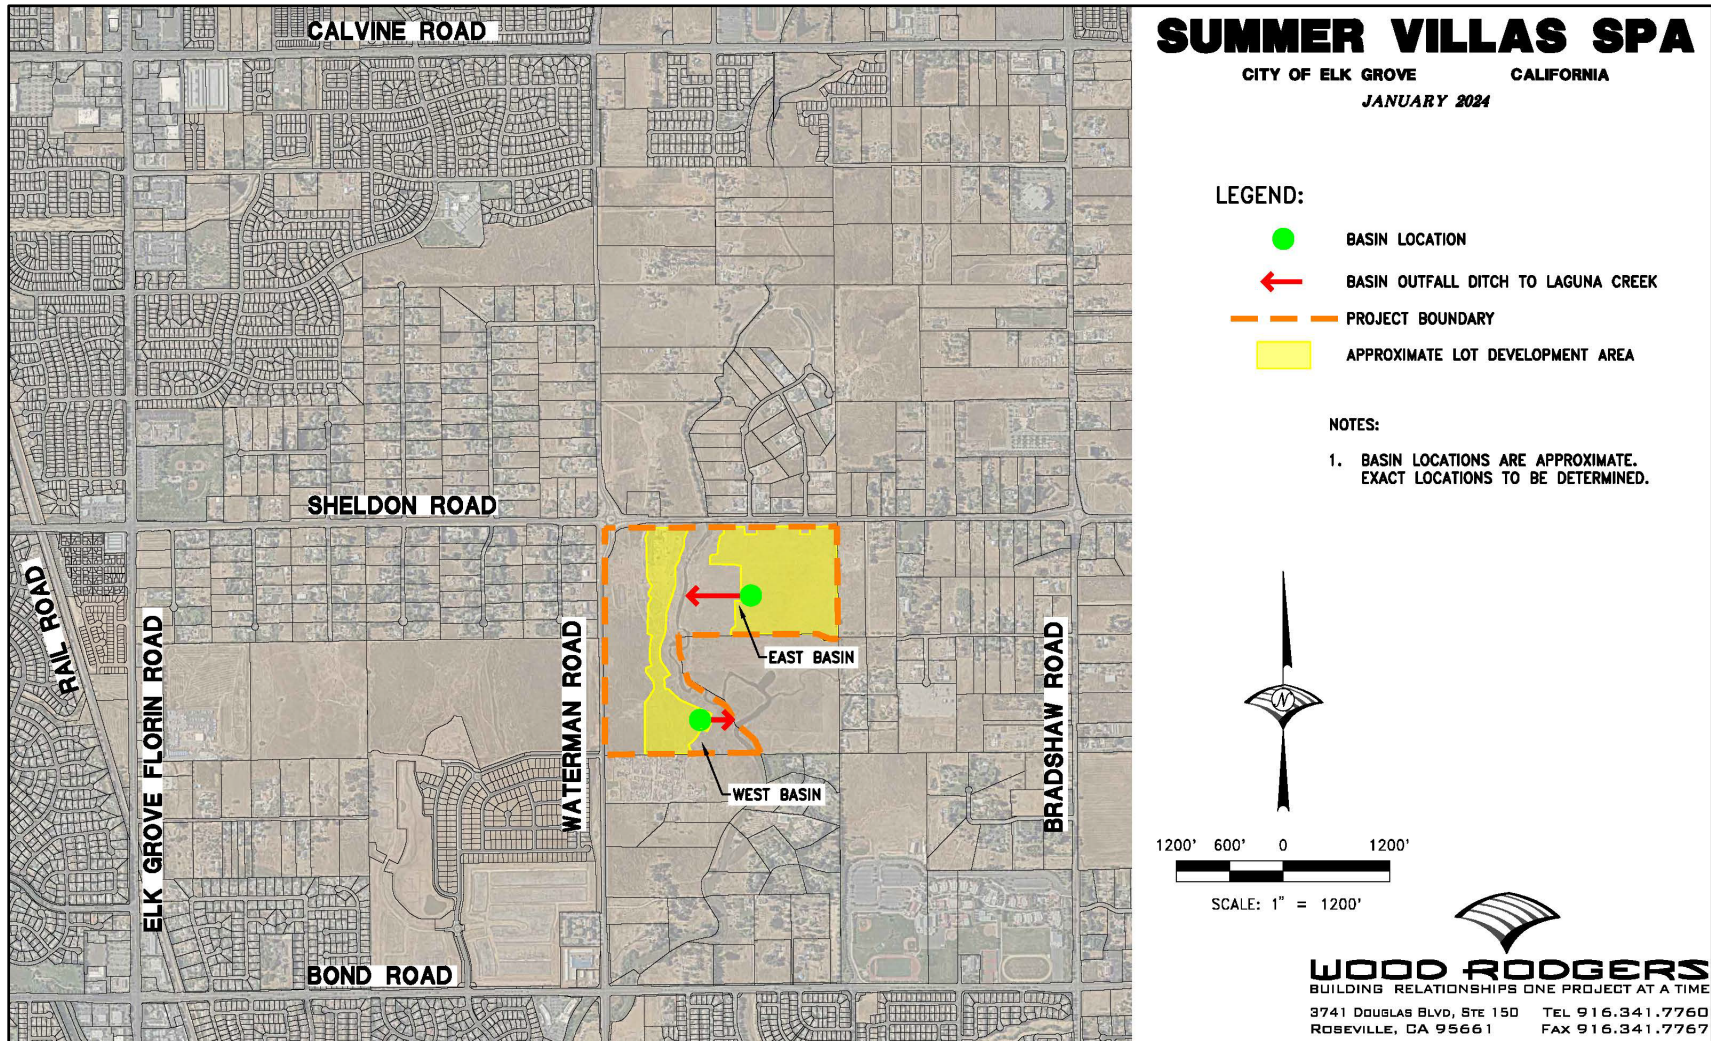 CALVINE ROAD
SHELDON ROAD
RAIL ROAD
ELK GROVE FLORIN ROAD
WATERMAN ROAD
BRADSHAW ROAD
EAST BASIN
WEST BASIN
BOND ROAD
SUMMER VILLAS SPA
CITY OF ELK GROVE CALIFORNIA
JANUARY 2024
LEGEND:
BASIN LOCATION
BASIN OUTFALL DITCH TO LAGUNA CREEK
PROJECT BOUNDARY
APPROXIMATE LOT DEVELOPMENT AREA
NOTES:
1. BASIN LOCATIONS ARE APPROXIMATE.
EXACT LOCATIONS TO BE DETERMINED.
N
1200' 600' 0 1200'
SCALE: 1" = 1200'
WOOD RODGERS
BUILDING RELATIONSHIPS ONE PROJECT AT A TIME
3741 DOUGLAS BLVD, STE 150 TEL 916.341.7760
ROSEVILLE, CA 95661 FAX 916.341.7767